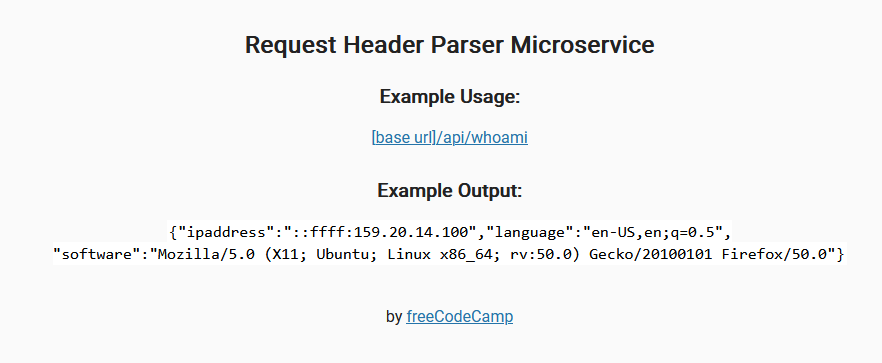 Request Header Parser Microservice
Example Usage:
[base url]/api/whoami
Example Output:
{"ipaddress":"::ffff:159.20.14.100","language":"en-US,en;q=0.5",
"software":"Mozilla/5.0 (X11; Ubuntu; Linux x86_64; rv:50.0) Gecko/20100101 Firefox/50.0"}
by freeCodeCamp